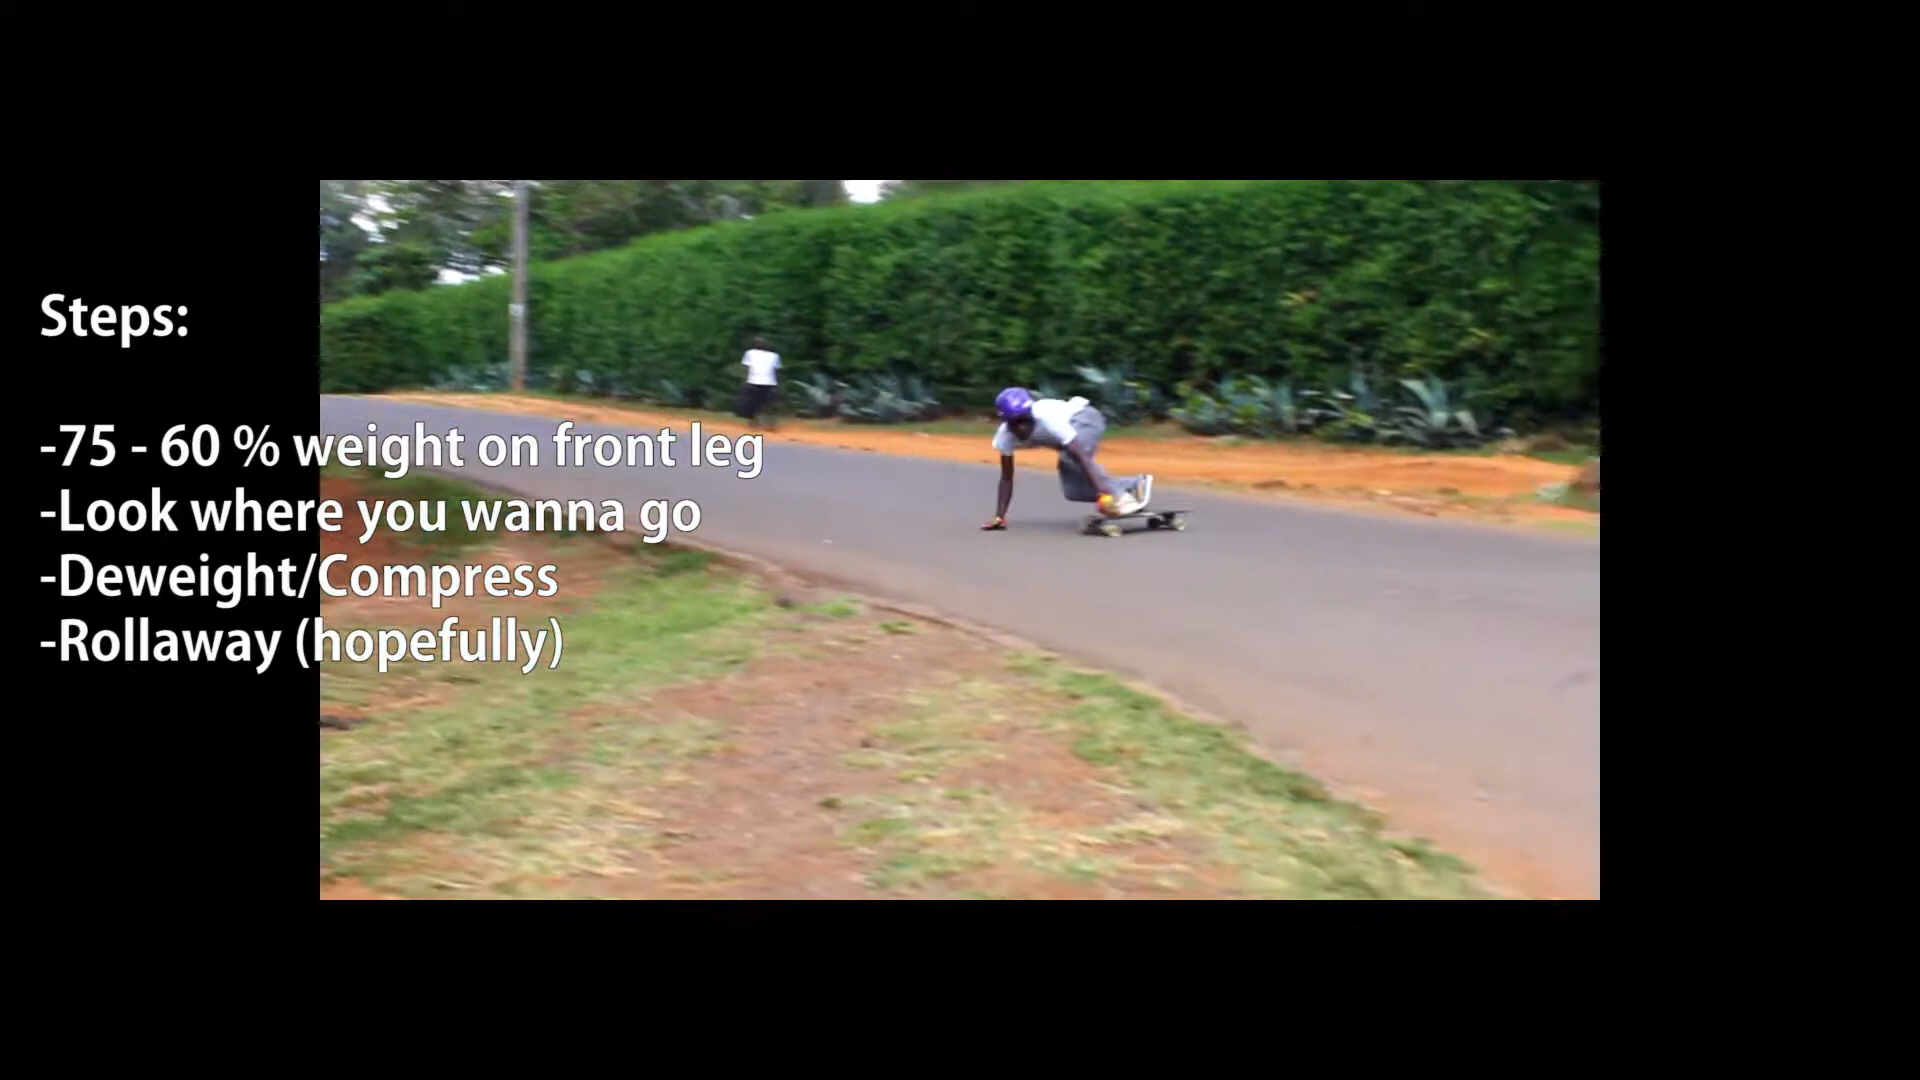 Steps:
-75 - 60 % weight on front leg
-Look where you wanna go
-Deweight/Compress
-Rollaway (hopefully)